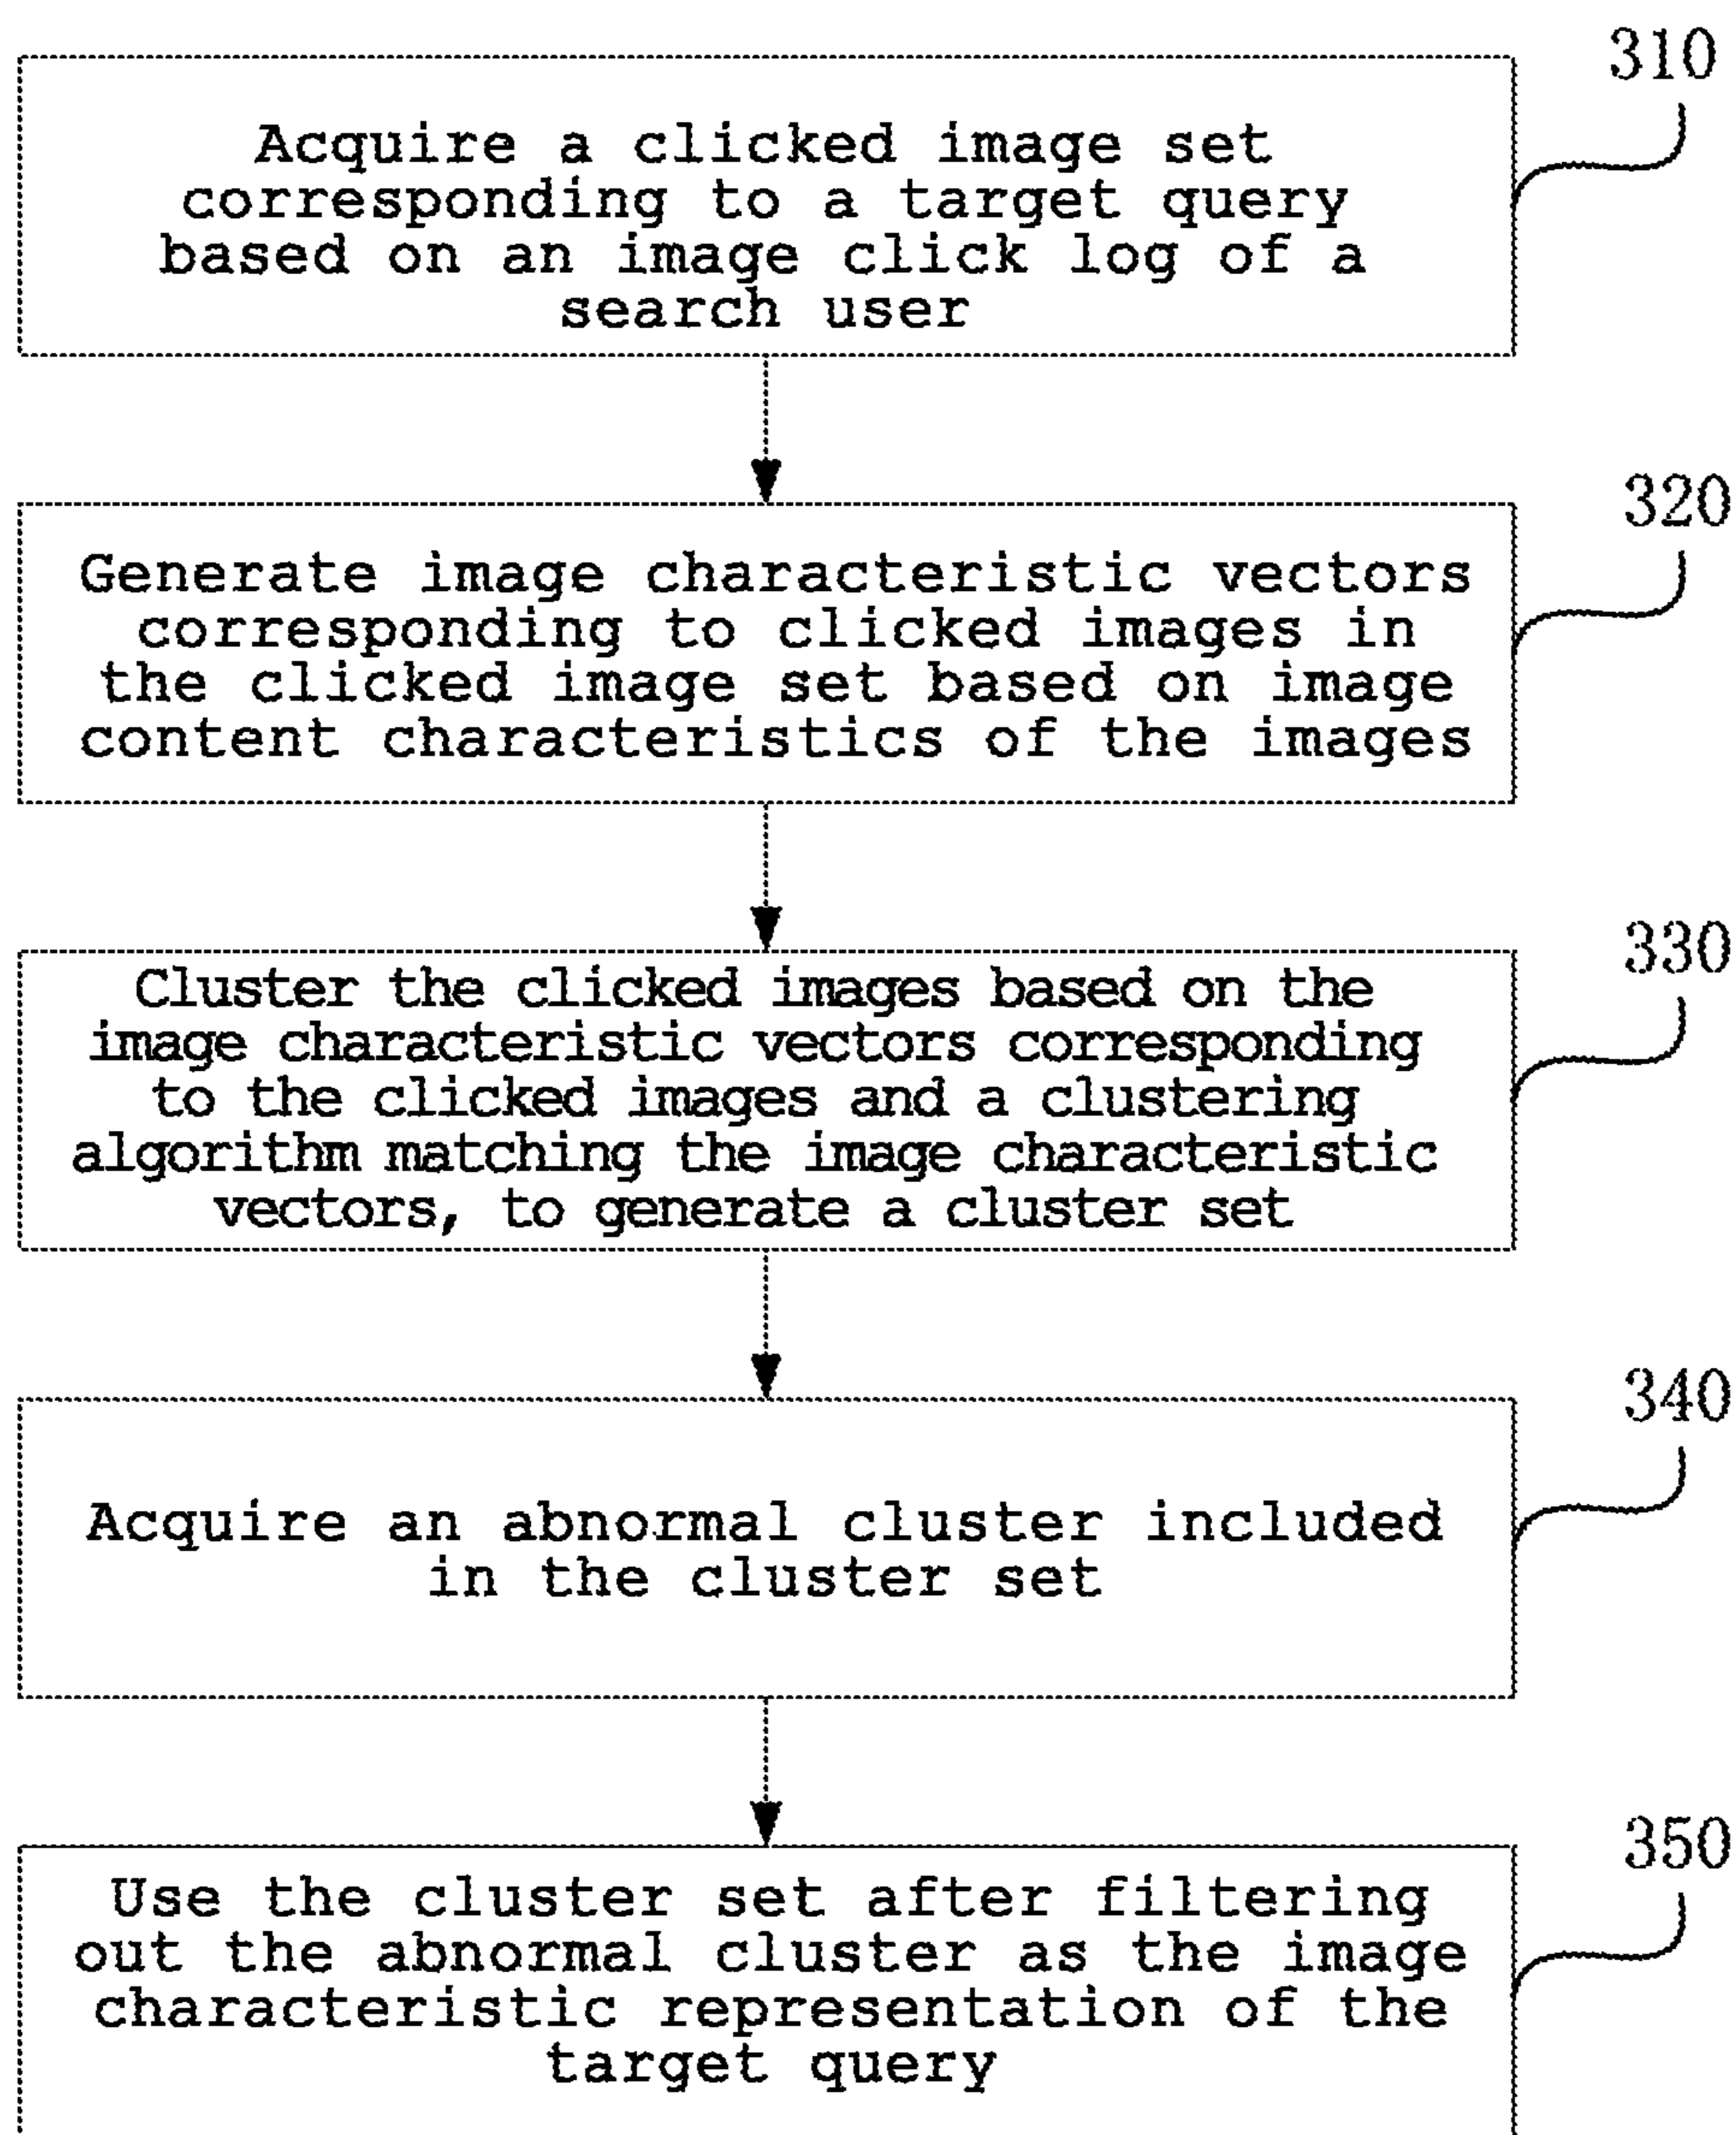 310
Acquire a clicked image set
corresponding to a target query
based on an image click log of a
search user
320
Generate image characteristic vectors
corresponding to clicked images in
the clicked image set based on image
content characteristics of the images
330
Cluster the clicked images based on the
image characteristic vectors corresponding
to the clicked images and a clustering
algorithm matching the image characteristic
vectors, to generate a cluster set
340
Acquire an abnormal cluster included
in the cluster set
350
Use the cluster set after filtering
out the abnormal cluster as the image
characteristic representation of the
target query